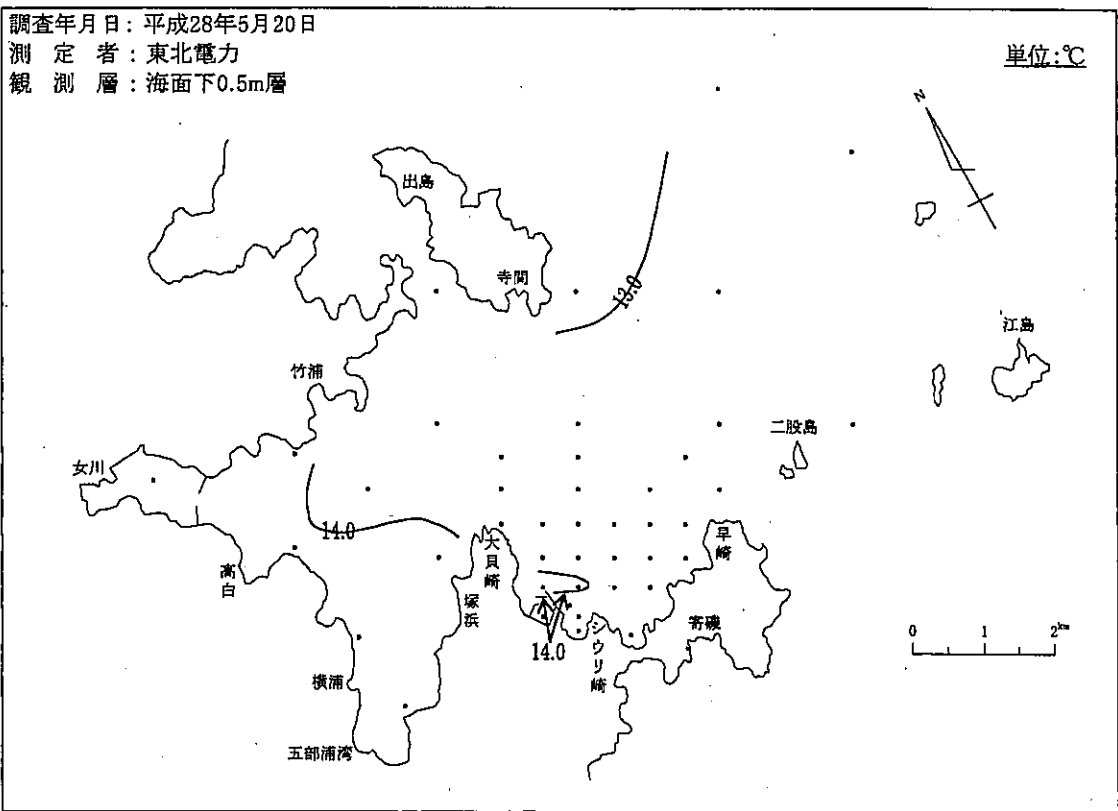 調査年月日：平成28年5月20日
測 定 者：東北電力
観 測 層：海面下0.5m層
単位：℃
N
出島
寺間
13.0
江島
竹浦
二股島
女川
14.0
大貝崎
早崎
高白
塚浜
寄磯
シウリ崎
14.0
0 1 2km
横浦
五部浦湾